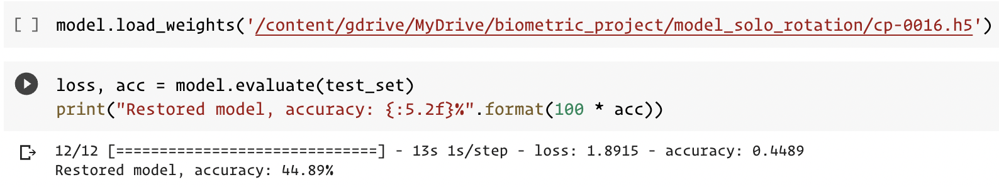 [ ] model.load_weights('/content/gdrive/MyDrive/biometric_project/model_solo_rotation/cp-0016.h5')
loss, acc = model.evaluate(test_set)
print("Restored model, accuracy: {:5.2f}%".format(100 * acc))
12/12 [==============================] - 13s 1s/step - loss: 1.8915 - accuracy: 0.4489
Restored model, accuracy: 44.89%